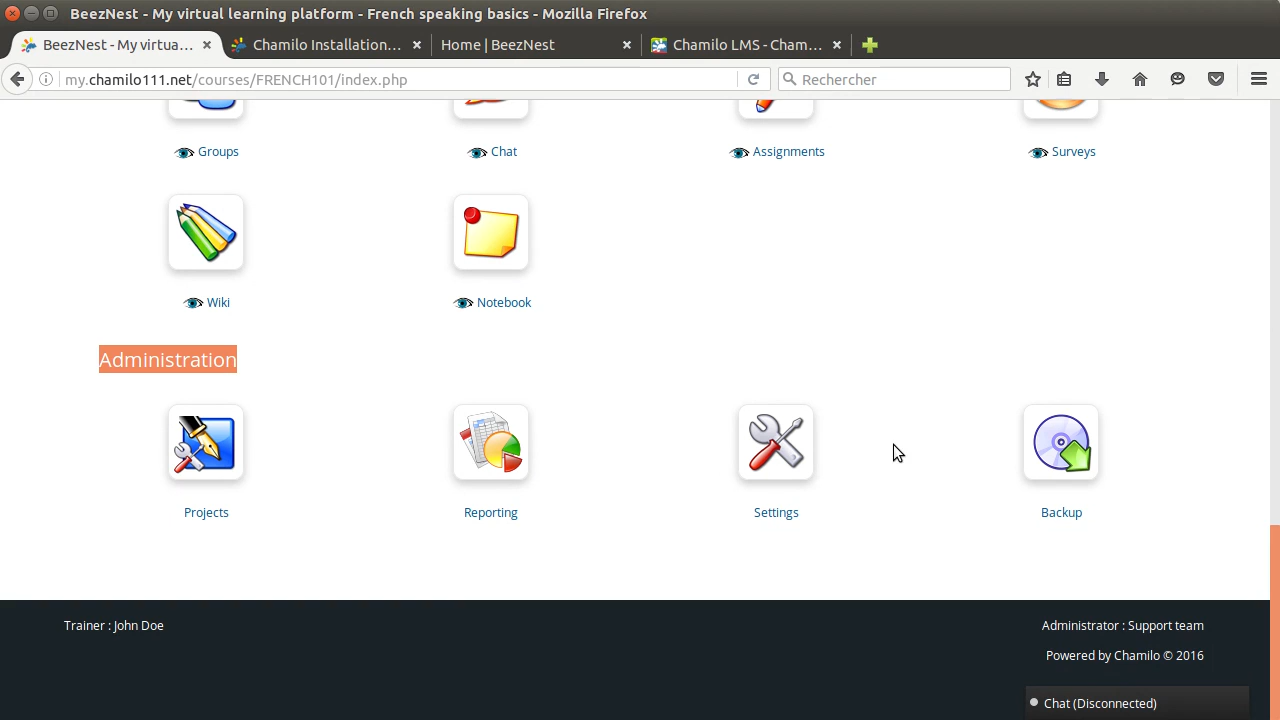 BeezNest - My virtual learning platform - French speaking basics - Mozilla Firefox
BeezNest - My virtua...
Chamilo Installation...
Home | BeezNest
Chamilo LMS - Cham...
my.chamilo111.net/courses/FRENCH101/index.php
Rechercher
Groups
Chat
Assignments
Surveys
Wiki
Notebook
Administration
Projects
Reporting
Settings
Backup
Trainer : John Doe
Administrator : Support team
Powered by Chamilo © 2016
Chat (Disconnected)